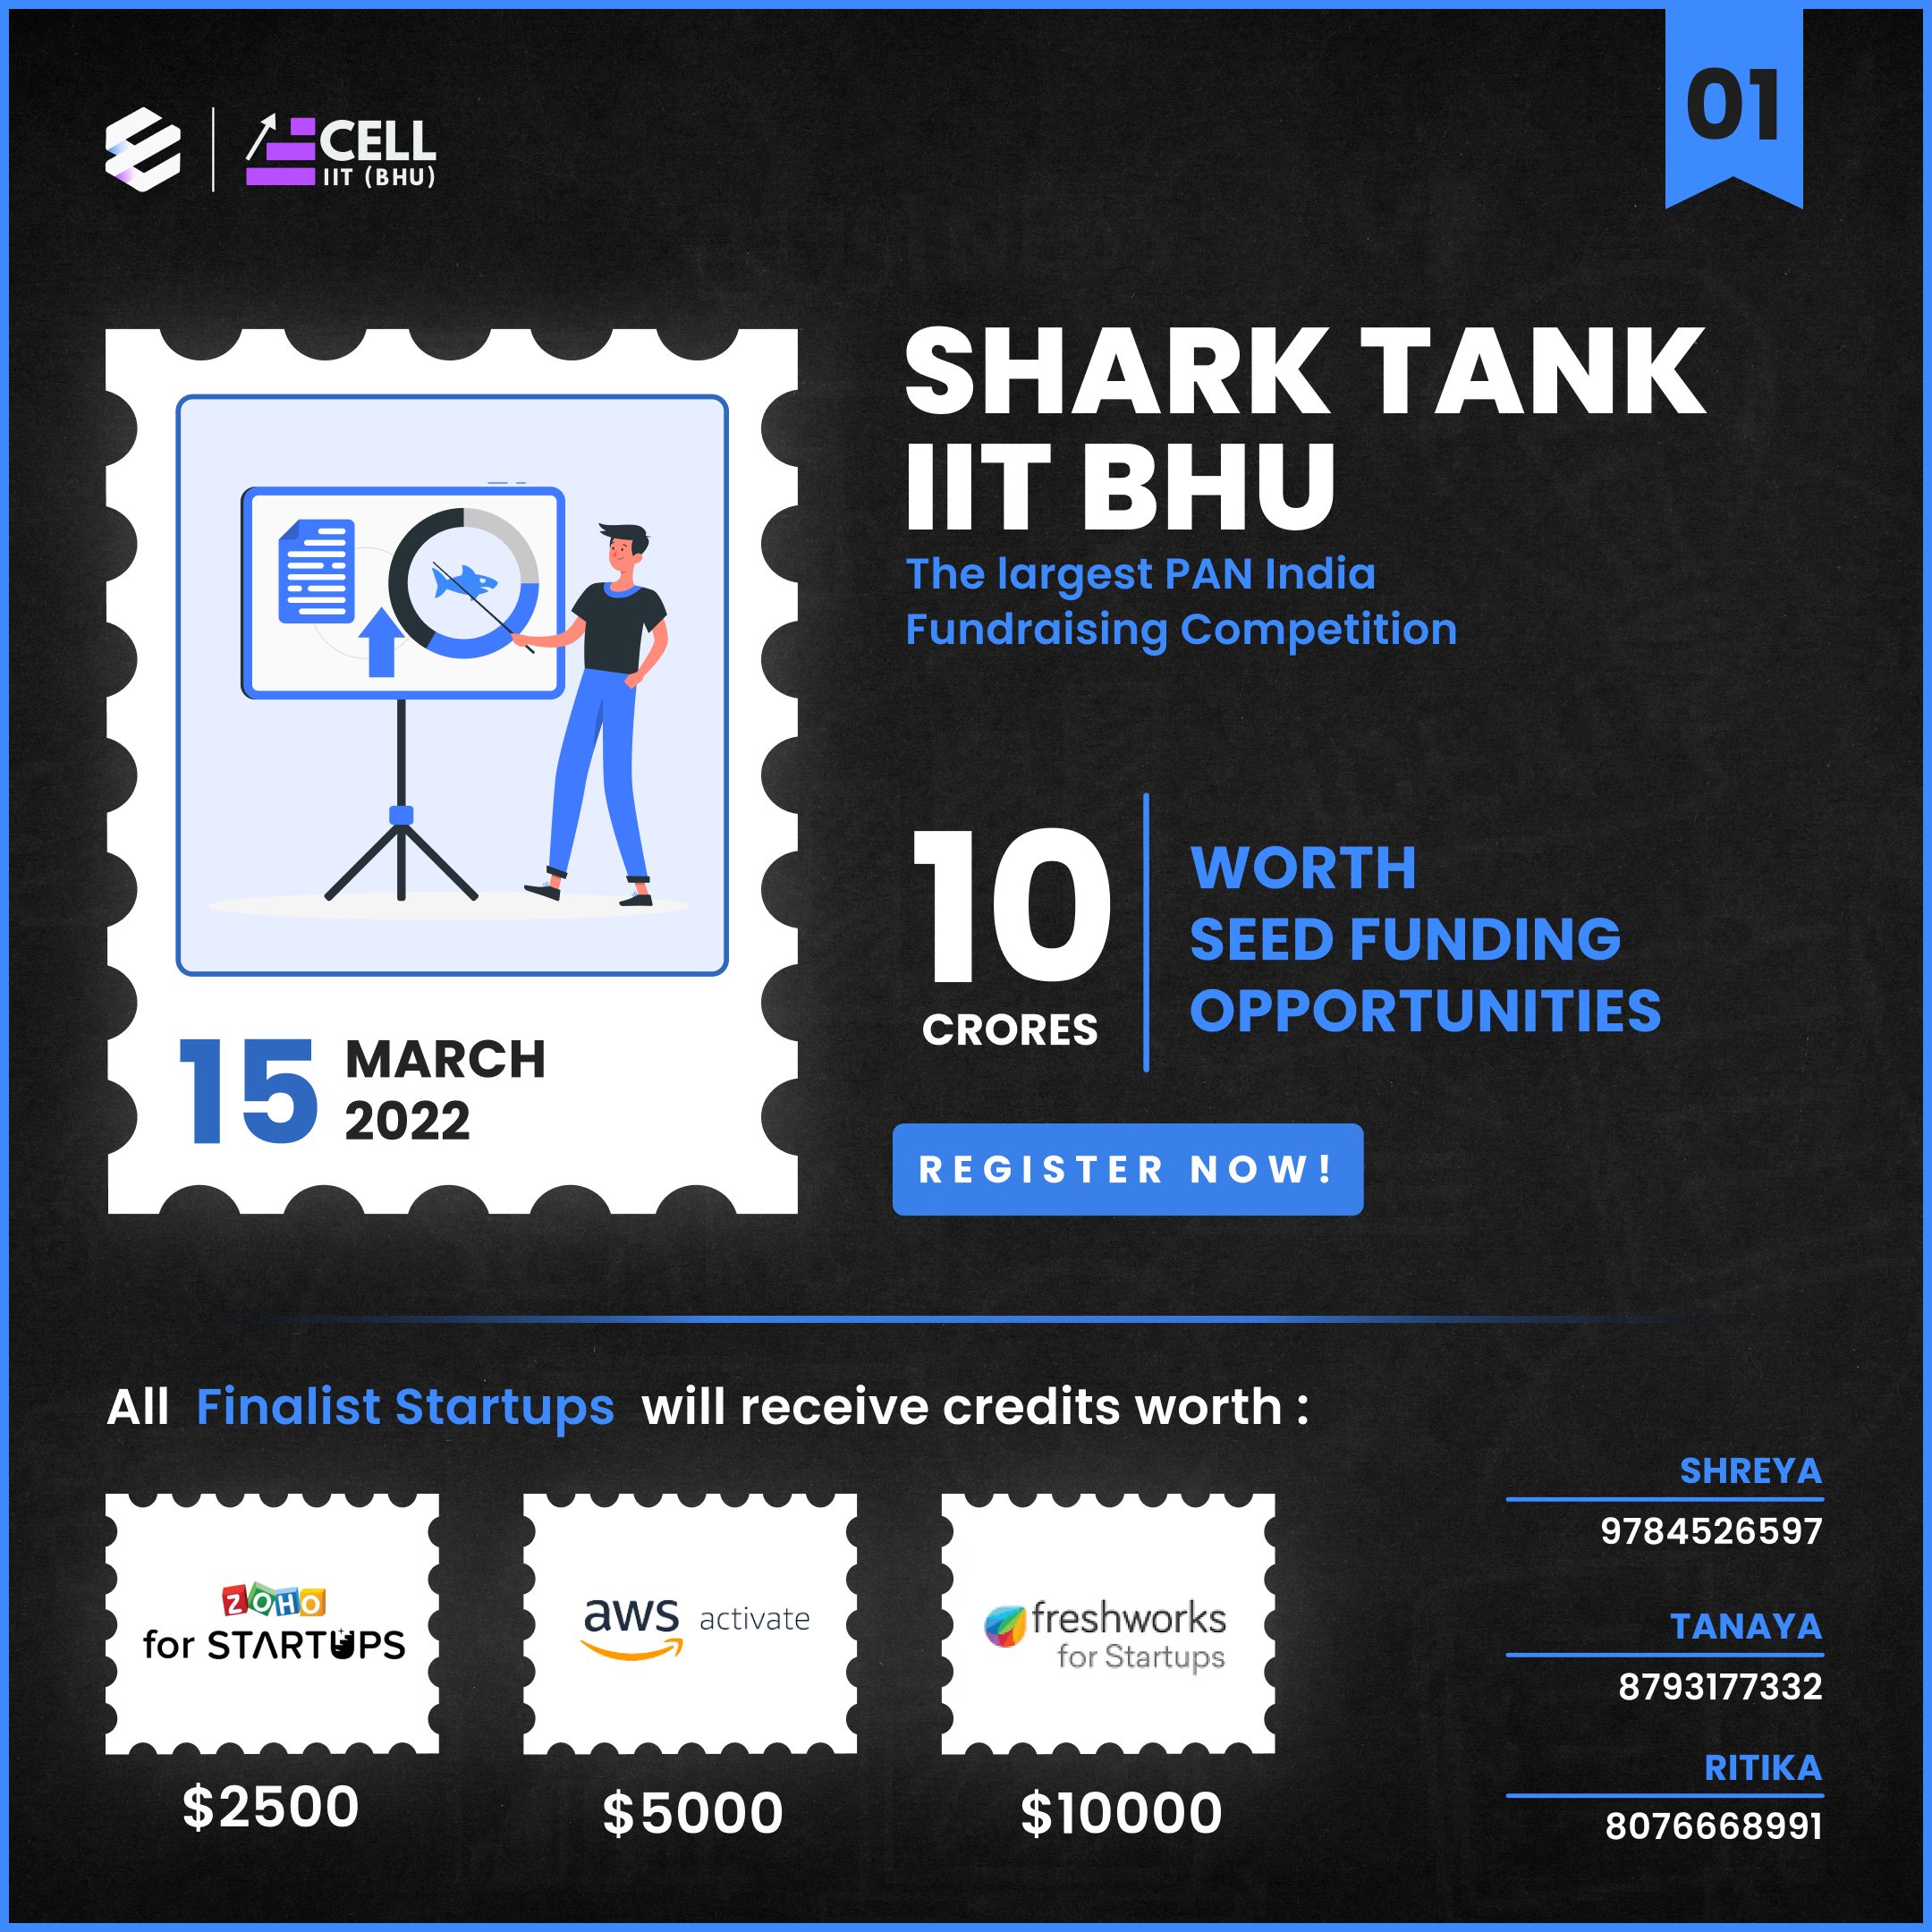 CELL
IIT (BHU)
01
SHARK TANK
IIT BHU
The largest PAN India
Fundraising Competition
10
CRORES
WORTH
SEED FUNDING
OPPORTUNITIES
15
MARCH
2022
REGISTER NOW!
All Finalist Startups will receive credits worth :
ZOHO
for STARTUPS
$2500
aws activate
$5000
freshworks
for Startups
$10000
SHREYA
9784526597
TANAYA
8793177332
RITIKA
8076668991